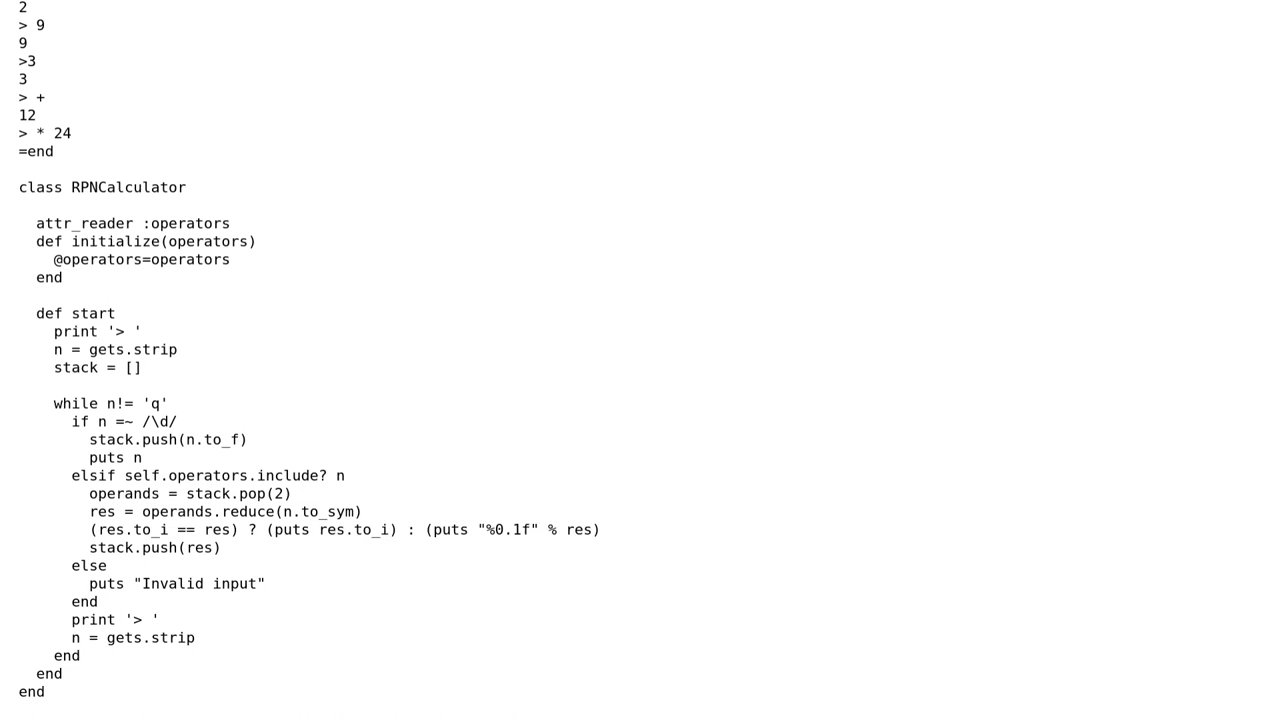 2
> 9
9
>3
3
> +
12
> * 24
=end

class RPNCalculator

  attr_reader :operators
  def initialize(operators)
    @operators=operators
  end

  def start
    print '> '
    n = gets.strip
    stack = []

    while n!= 'q'
      if n =~ /\d/
        stack.push(n.to_f)
        puts n
      elsif self.operators.include? n
        operands = stack.pop(2)
        res = operands.reduce(n.to_sym)
        (res.to_i == res) ? (puts res.to_i) : (puts "%0.1f" % res)
        stack.push(res)
      else
        puts "Invalid input"
      end
      print '> '
      n = gets.strip
    end
  end
end